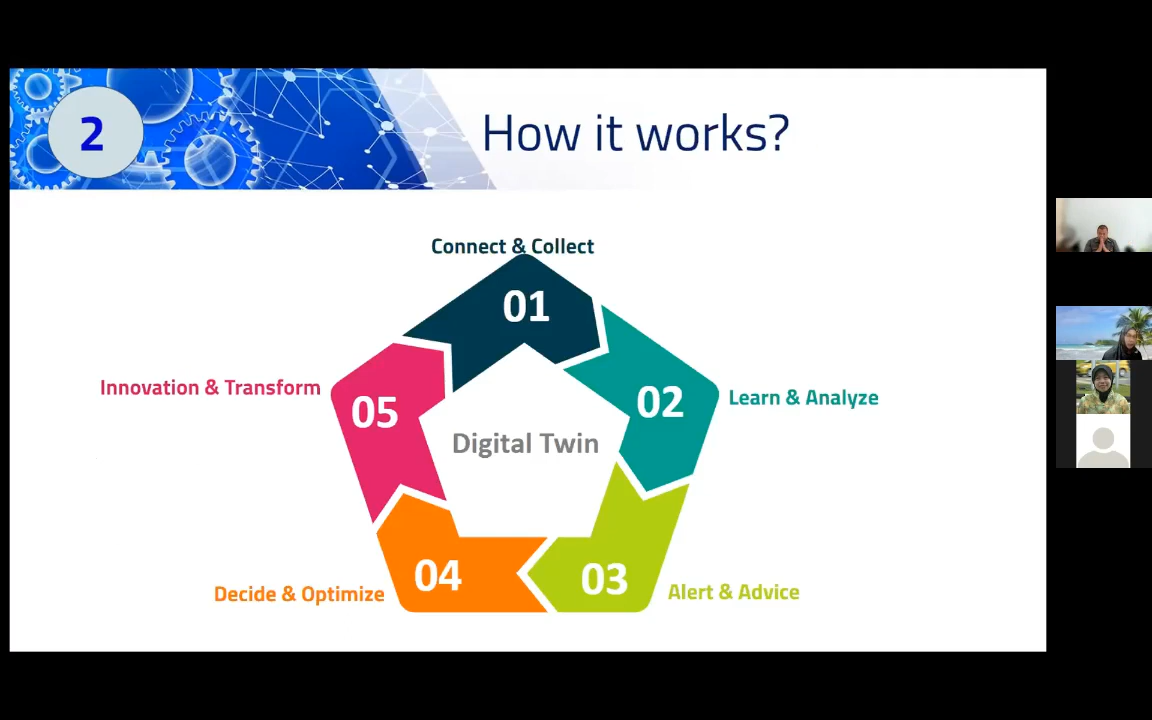 2
How it works?
Connect & Collect
01
02
Learn & Analyze
03
Alert & Advice
04
Decide & Optimize
05
Innovation & Transform
Digital Twin